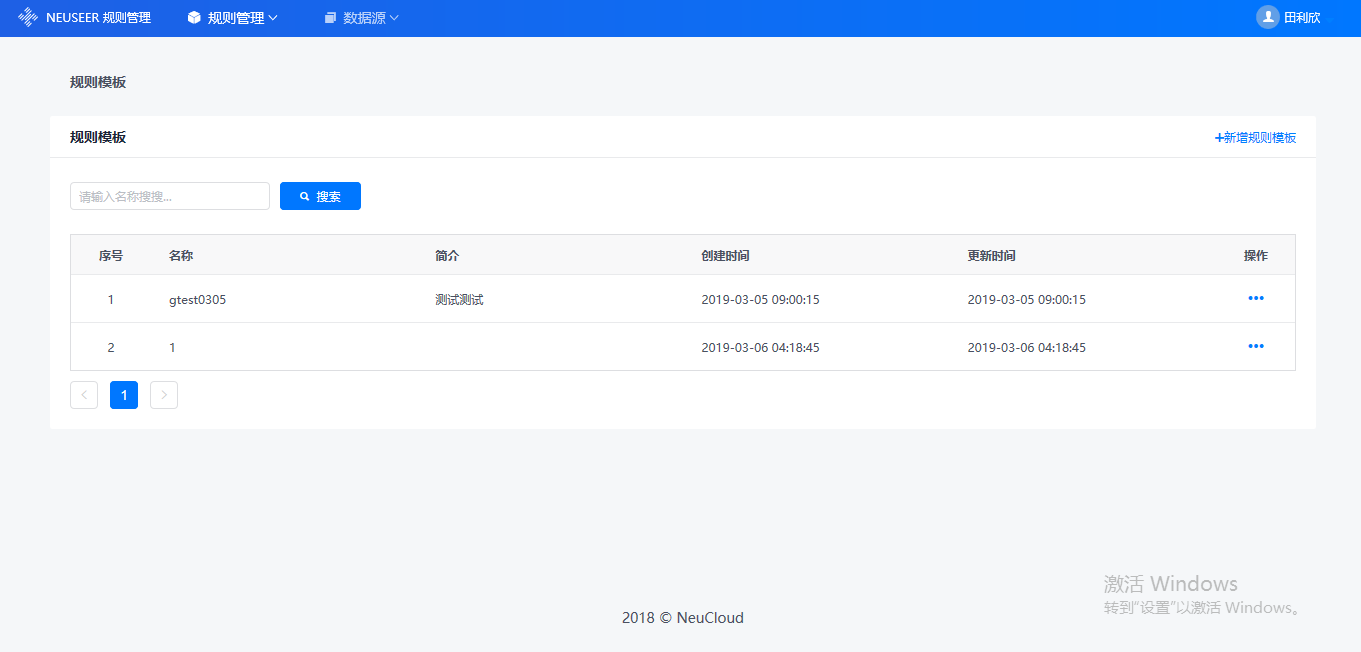 NEUSEER 规则管理 规则管理 数据源 田利欣
规则模板
规则模板 +新增规则模板
请输入名称搜搜... 搜索
序号 名称 简介 创建时间 更新时间 操作
1 gtest0305 测试测试 2019-03-05 09:00:15 2019-03-05 09:00:15 •••
2 1 2019-03-06 04:18:45 2019-03-06 04:18:45 •••
< 1 >
激活 Windows
转到"设置"以激活 Windows。
2018 © NeuCloud